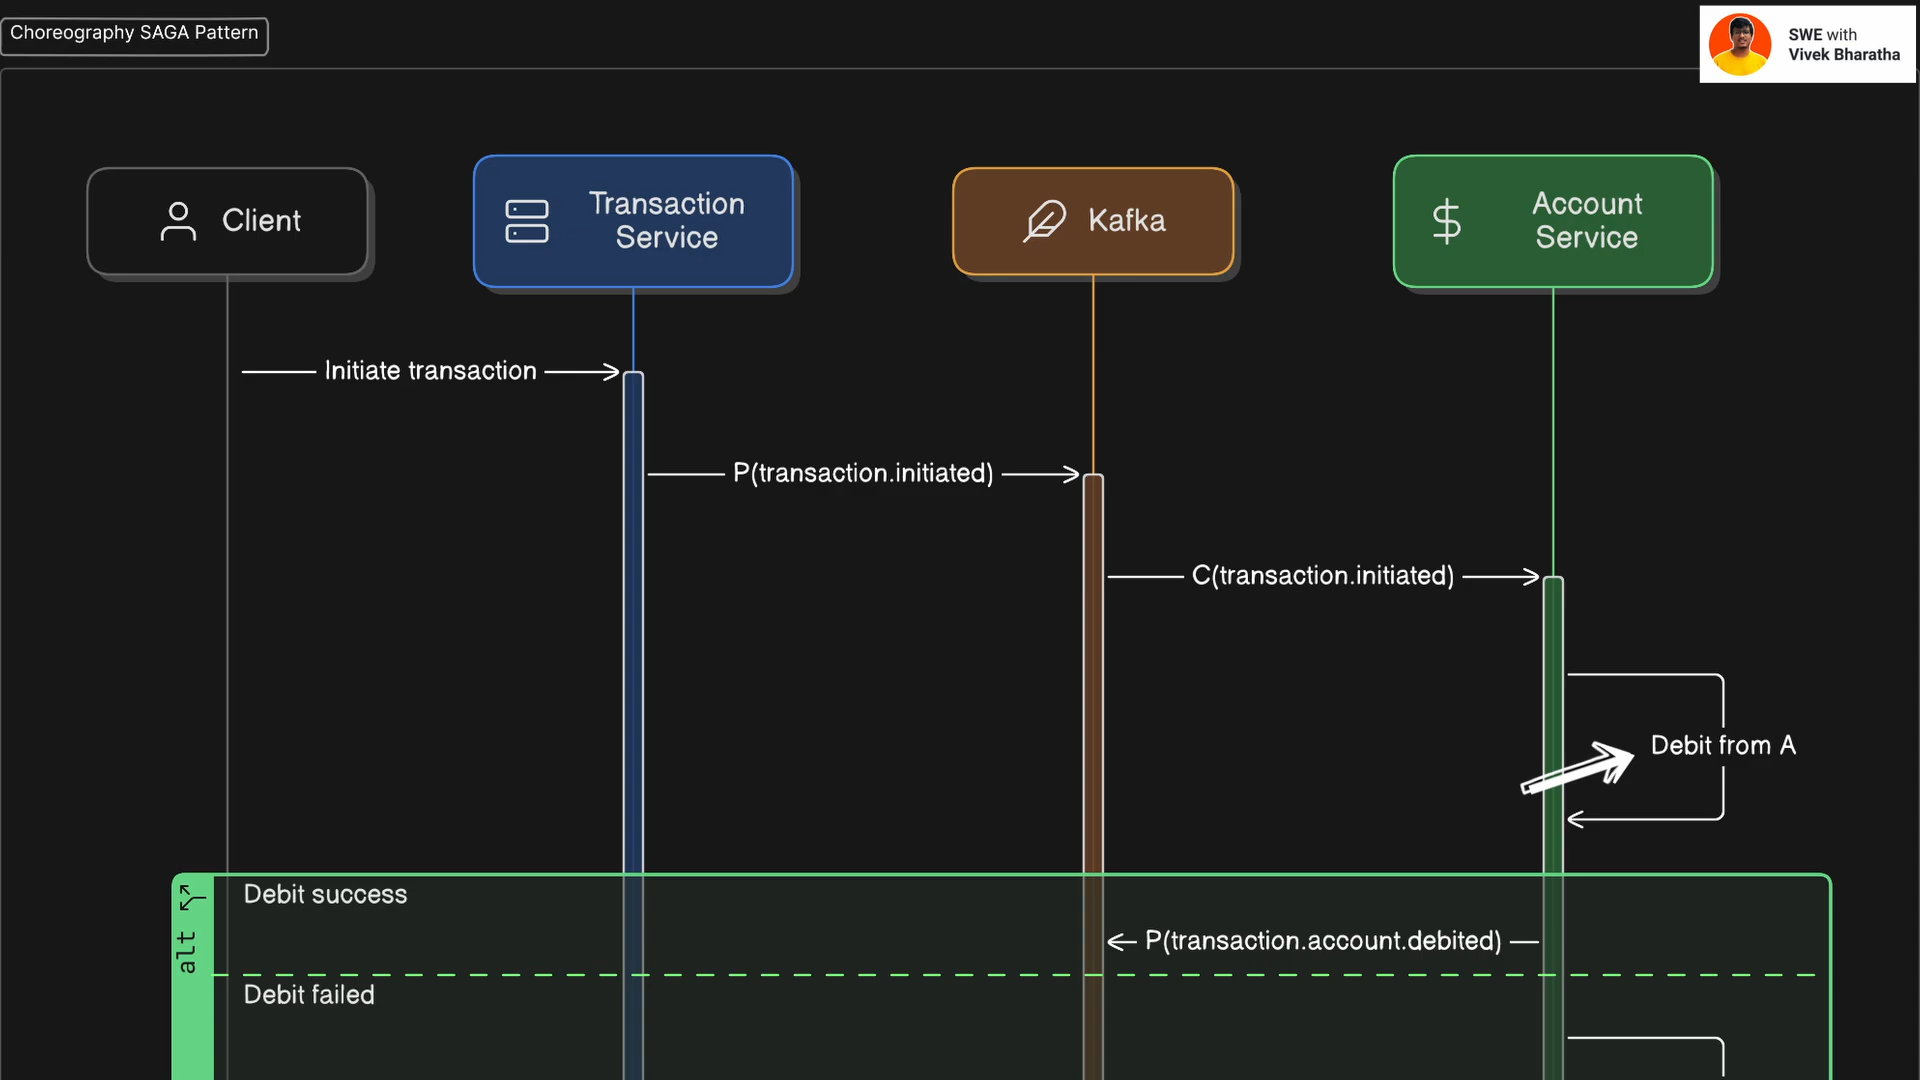 Choreography SAGA Pattern
SWE with
Vivek Bharatha
Client
Transaction
Service
Kafka
Account
Service
Initiate transaction
P(transaction.initiated)
C(transaction.initiated)
Debit from A
alt
Debit success
P(transaction.account.debited)
Debit failed